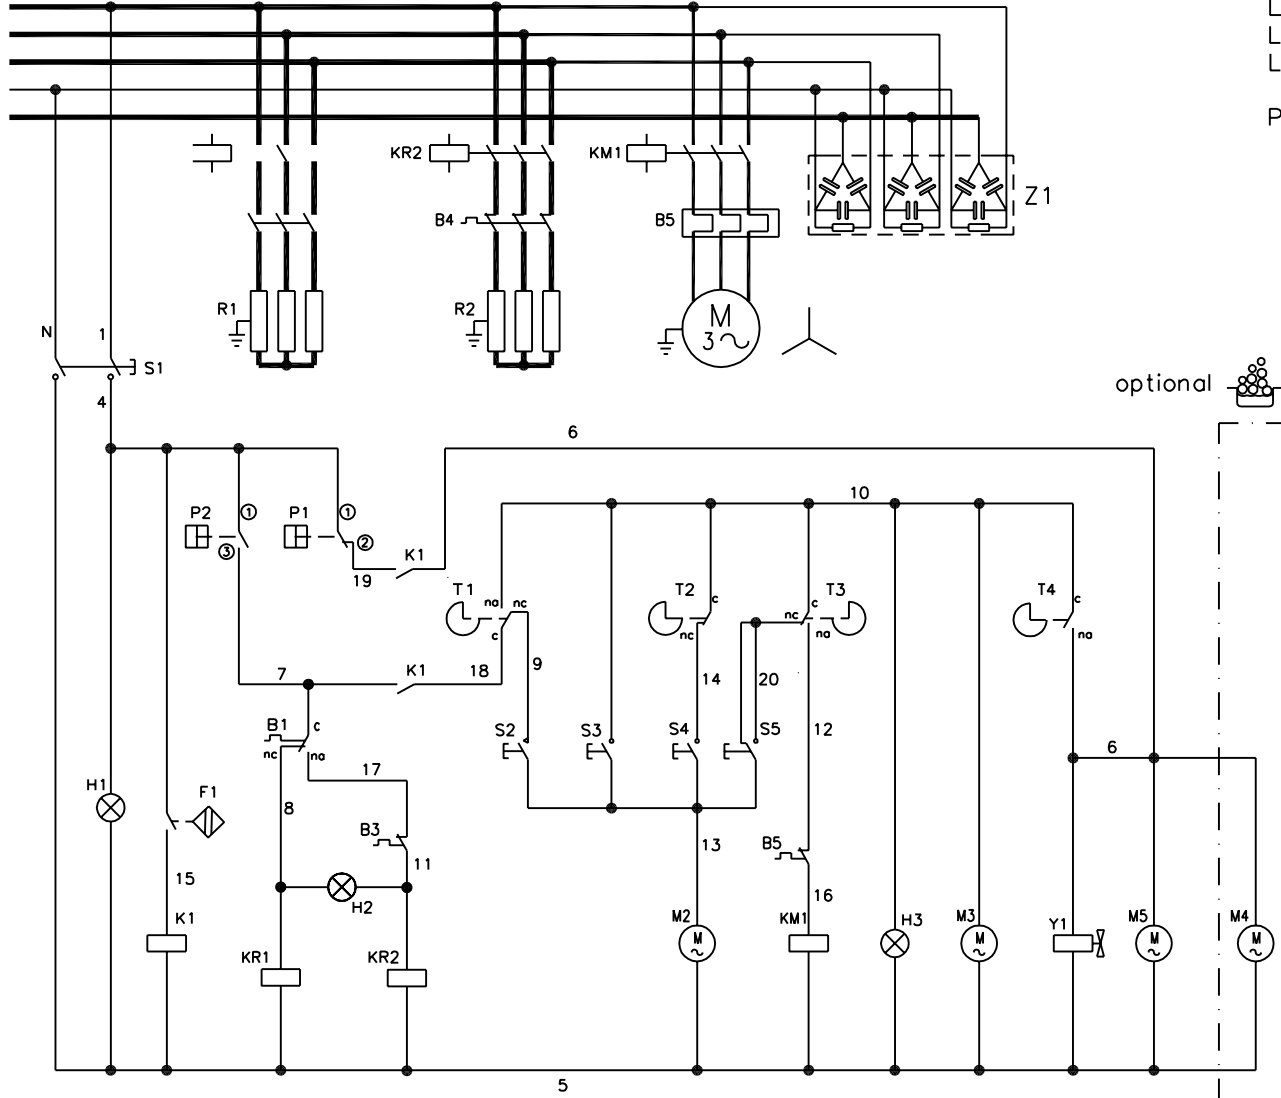 P
KR2
KM1
B4
B5
Z1
R1
R2
M
3
N
1
S1
optional
4
6
10
P2
1
P1
1
3
2
19
K1
T1
na
nc
c
T2
c
nc
T3
c
nc
na
T4
c
na
7
K1
18
9
14
20
B1
c
nc
na
S2
S3
S4
S5
12
6
17
H1
F1
8
B3
11
13
B5
15
H2
16
K1
M2
M
KM1
H3
M3
M
Y1
M5
M
M4
M
KR1
KR2
5